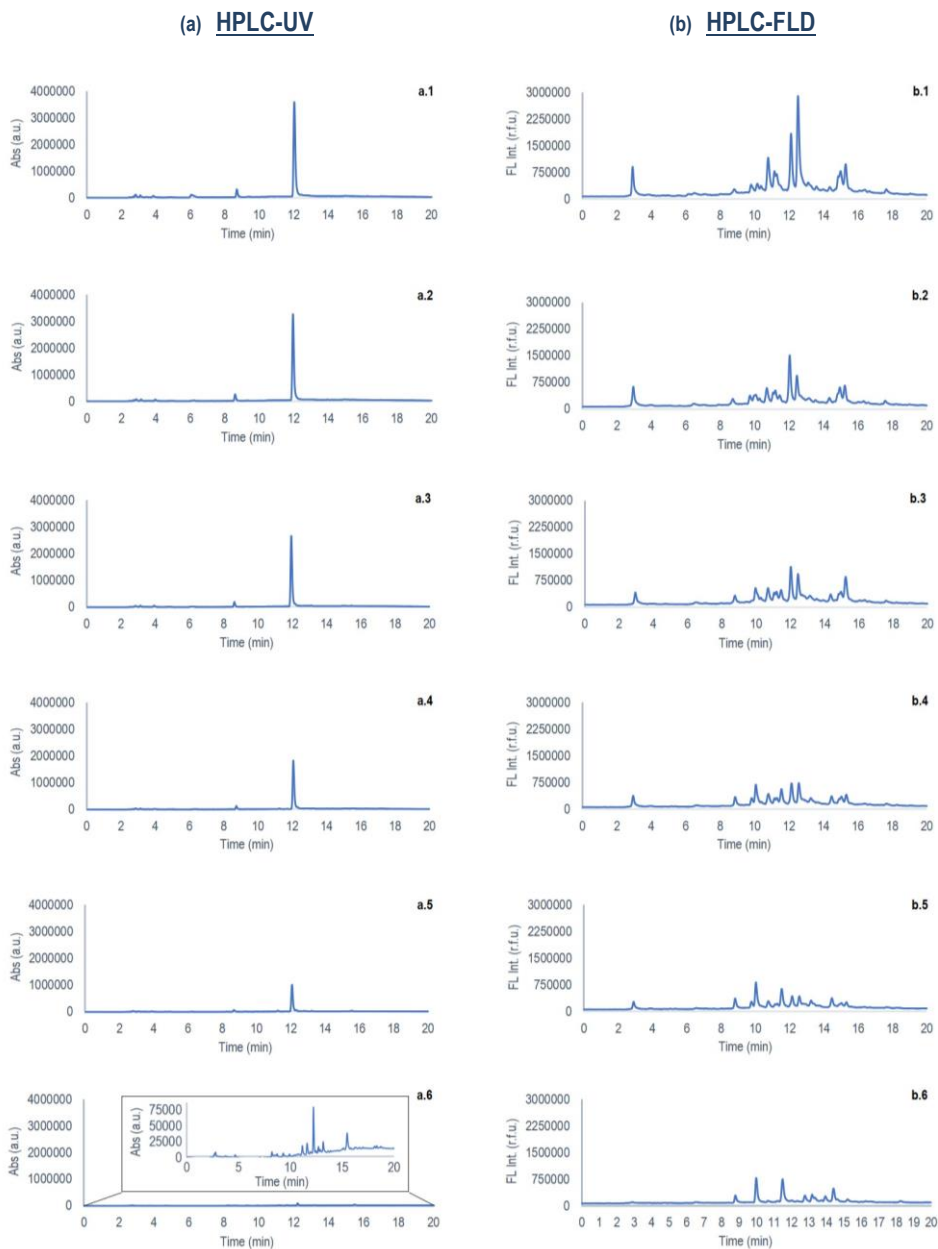 (a) HPLC-UV
(b) HPLC-FLD
a.1
4000000
3000000
2000000
1000000
0
Abs (a.u.)
0 2 4 6 8 10 12 14 16 18 20
Time (min)
b.1
3000000
2250000
1500000
750000
0
FL Int. (r.f.u.)
0 2 4 6 8 10 12 14 16 18 20
Time (min)
a.2
4000000
3000000
2000000
1000000
0
Abs (a.u.)
0 2 4 6 8 10 12 14 16 18 20
Time (min)
b.2
3000000
2250000
1500000
750000
0
FL Int. (r.f.u.)
0 2 4 6 8 10 12 14 16 18 20
Time (min)
a.3
4000000
3000000
2000000
1000000
0
Abs (a.u.)
0 2 4 6 8 10 12 14 16 18 20
Time (min)
b.3
3000000
2250000
1500000
750000
0
FL Int. (r.f.u.)
0 2 4 6 8 10 12 14 16 18 20
Time (min)
a.4
4000000
3000000
2000000
1000000
0
Abs (a.u.)
0 2 4 6 8 10 12 14 16 18 20
Time (min)
b.4
3000000
2250000
1500000
750000
0
FL Int. (r.f.u.)
0 2 4 6 8 10 12 14 16 18 20
Time (min)
a.5
4000000
3000000
2000000
1000000
0
Abs (a.u.)
0 2 4 6 8 10 12 14 16 18 20
Time (min)
b.5
3000000
2250000
1500000
750000
0
FL Int. (r.f.u.)
0 2 4 6 8 10 12 14 16 18 20
Time (min)
a.6
4000000
3000000
2000000
1000000
0
Abs (a.u.)
75000
50000
25000
0
Abs (a.u.)
0 5 10 15 20
Time (min)
0 2 4 6 8 10 12 14 16 18 20
Time (min)
b.6
3000000
2250000
1500000
750000
0
FL Int. (r.f.u.)
0 1 2 3 4 5 6 7 8 9 10 11 12 13 14 15 16 17 18 19 20
Time (min)